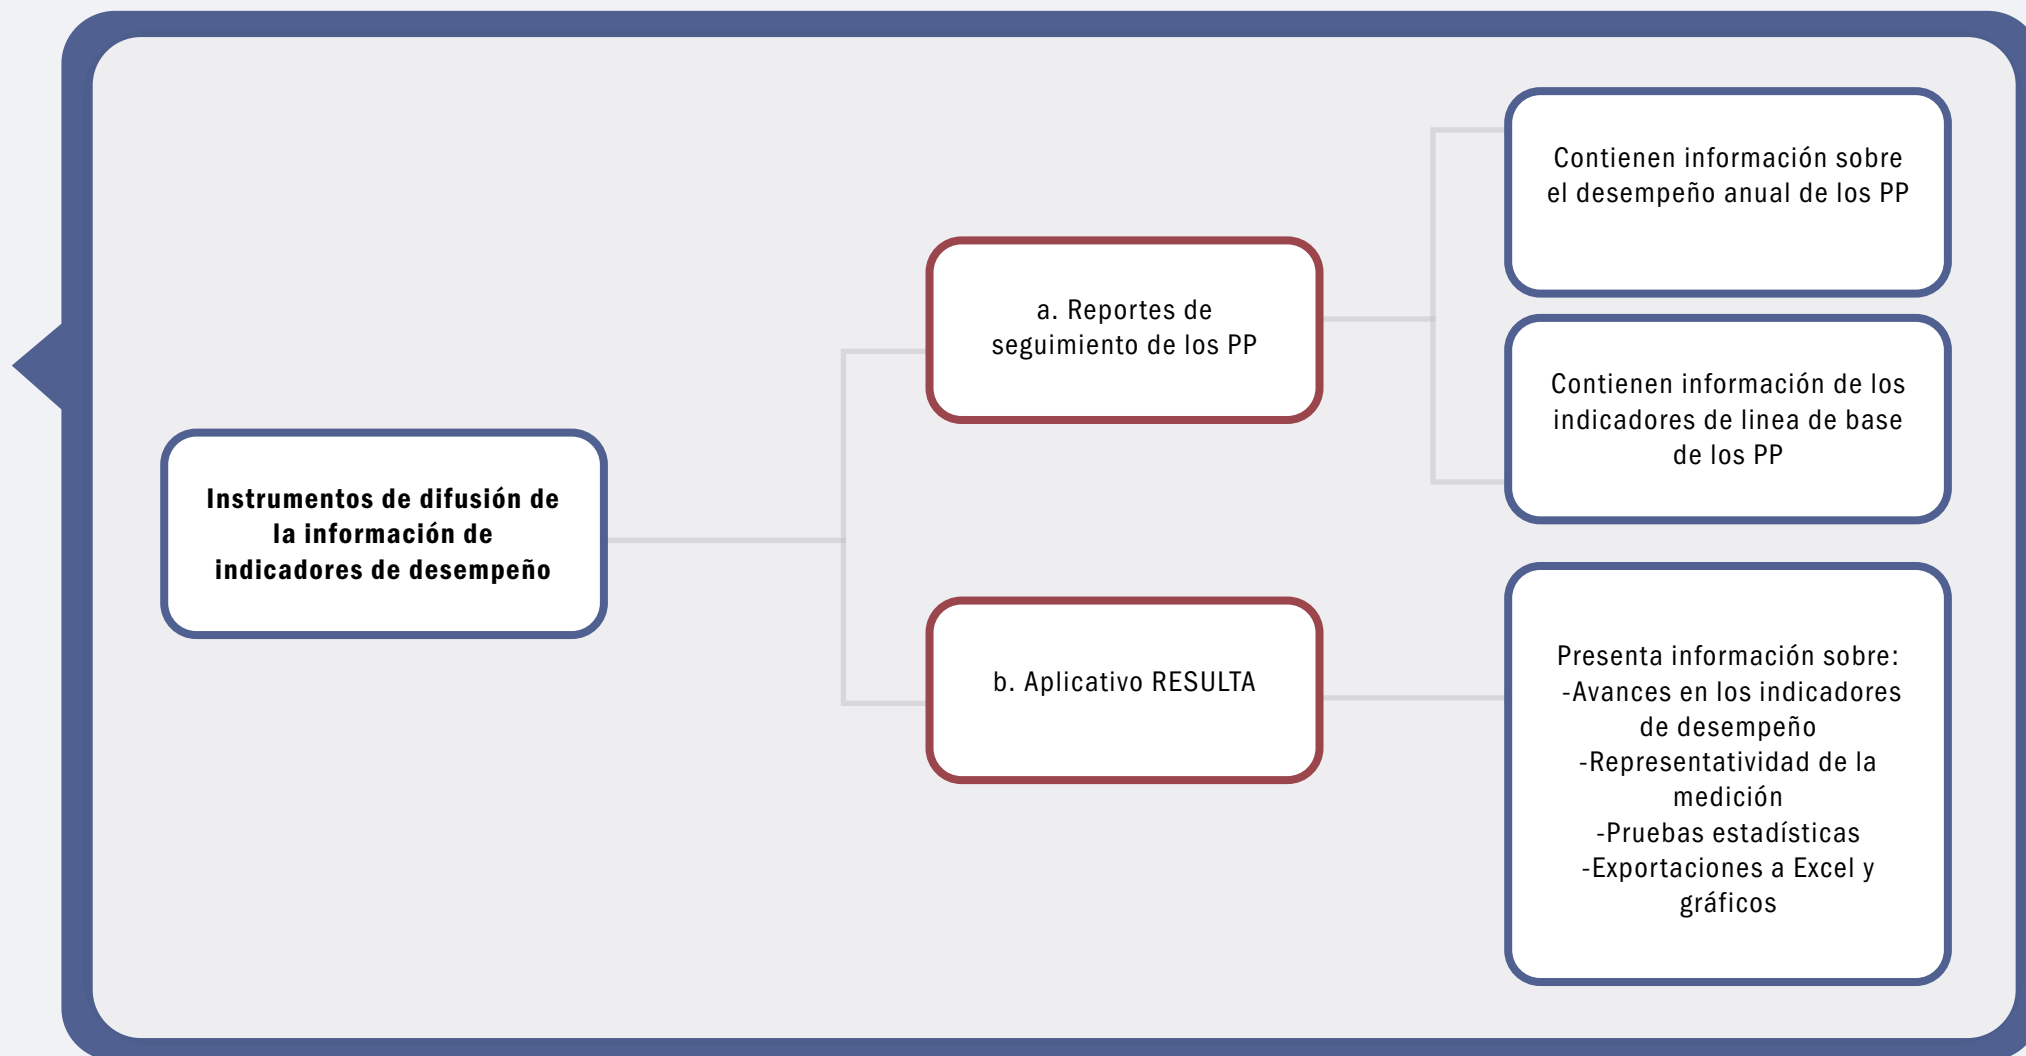 Instrumentos de difusión de
la información de
indicadores de desempeño
a. Reportes de
seguimiento de los PP
Contienen información sobre
el desempeño anual de los PP
Contienen información de los
indicadores de linea de base
de los PP
b. Aplicativo RESULTA
Presenta información sobre:
-Avances en los indicadores
de desempeño
-Representatividad de la
medición
-Pruebas estadísticas
-Exportaciones a Excel y
gráficos